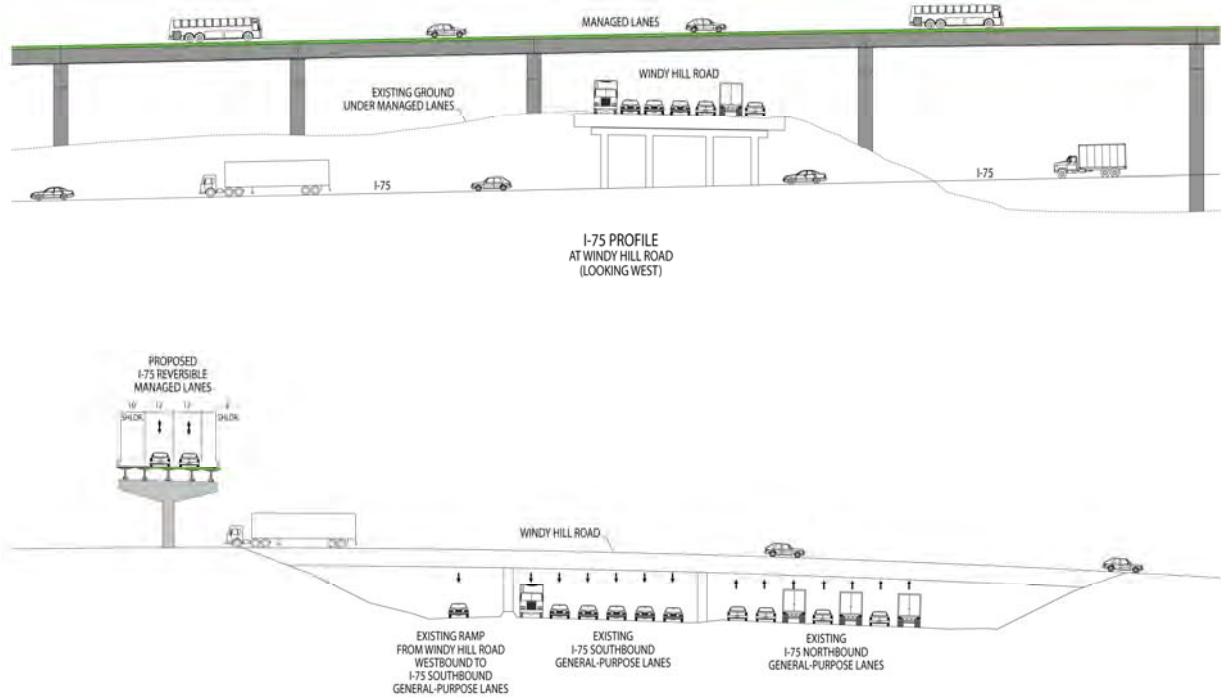 MANAGED LANES
WINDY HILL ROAD
EXISTING GROUND
UNDER MANAGED LANES
I-75
I-75
I-75 PROFILE
AT WINDY HILL ROAD
(LOOKING WEST)
PROPOSED
I-75 REVERSIBLE
MANAGED LANES
10' 12' 12'
SHLDR. SHLDR.
WINDY HILL ROAD
EXISTING RAMP
FROM WINDY HILL ROAD
WESTBOUND TO
I-75 SOUTHBOUND
GENERAL-PURPOSE LANES
EXISTING
I-75 SOUTHBOUND
GENERAL-PURPOSE LANES
EXISTING
I-75 NORTHBOUND
GENERAL-PURPOSE LANES